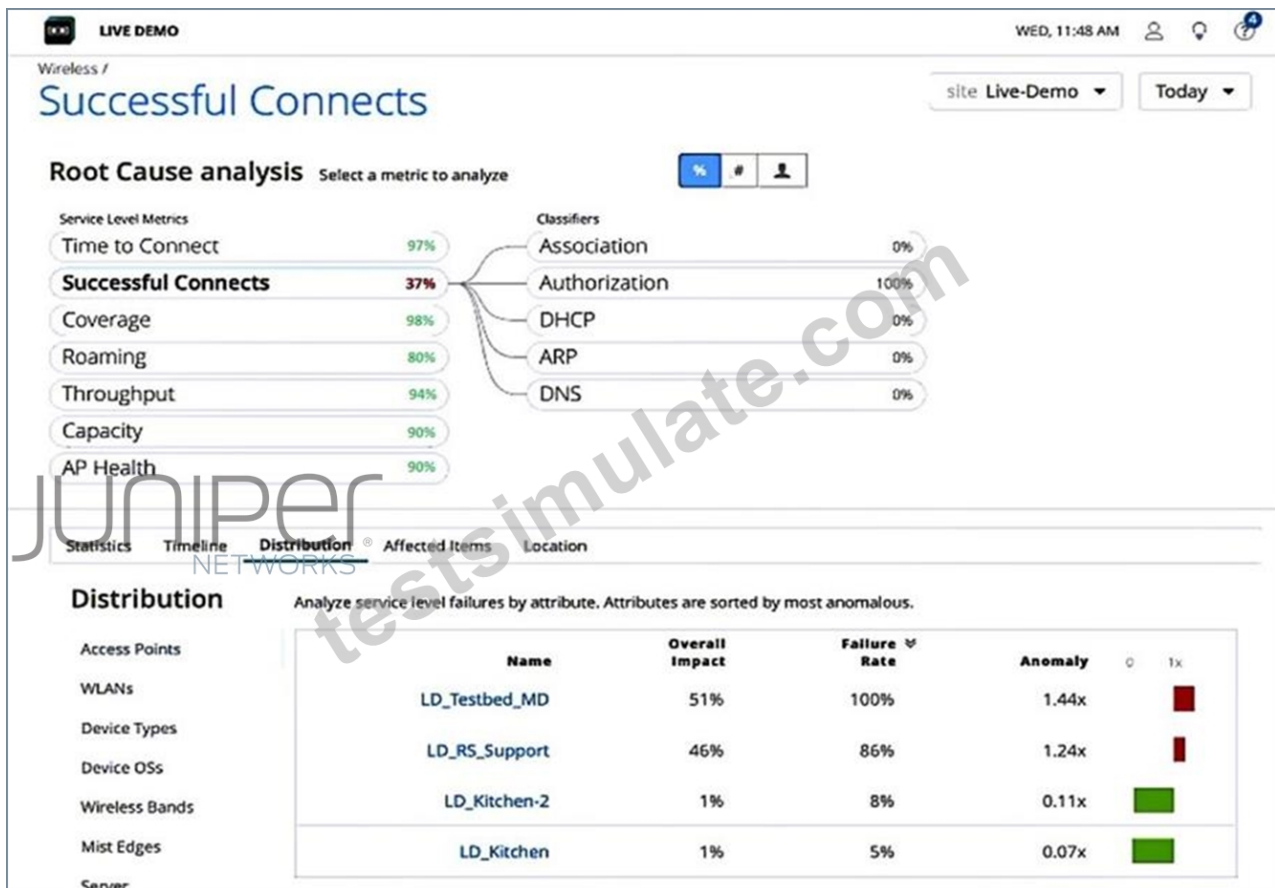 LIVE DEMO WED, 11:48 AM 4
Wireless /
Successful Connects
site Live-Demo Today
Root Cause analysis Select a metric to analyze % #
Service Level Metrics Classifiers
Time to Connect 97% Association 0%
Successful Connects 37% Authorization 100%
Coverage 98% DHCP 0%
Roaming 80% ARP 0%
Throughput 94% DNS 0%
Capacity 90%
AP Health 90%
JUNIPEr
NETWORKS ®
testsimulate.com
Statistics Timeline Distribution Affected Items Location
Distribution Analyze service level failures by attribute. Attributes are sorted by most anomalous.
Access Points
WLANs
Device Types
Device OSs
Wireless Bands
Mist Edges
Server
Name Overall Impact Failure Rate Anomaly 0 1x
LD_Testbed_MD 51% 100% 1.44x
LD_RS_Support 46% 86% 1.24x
LD_Kitchen-2 1% 8% 0.11x
LD_Kitchen 1% 5% 0.07x